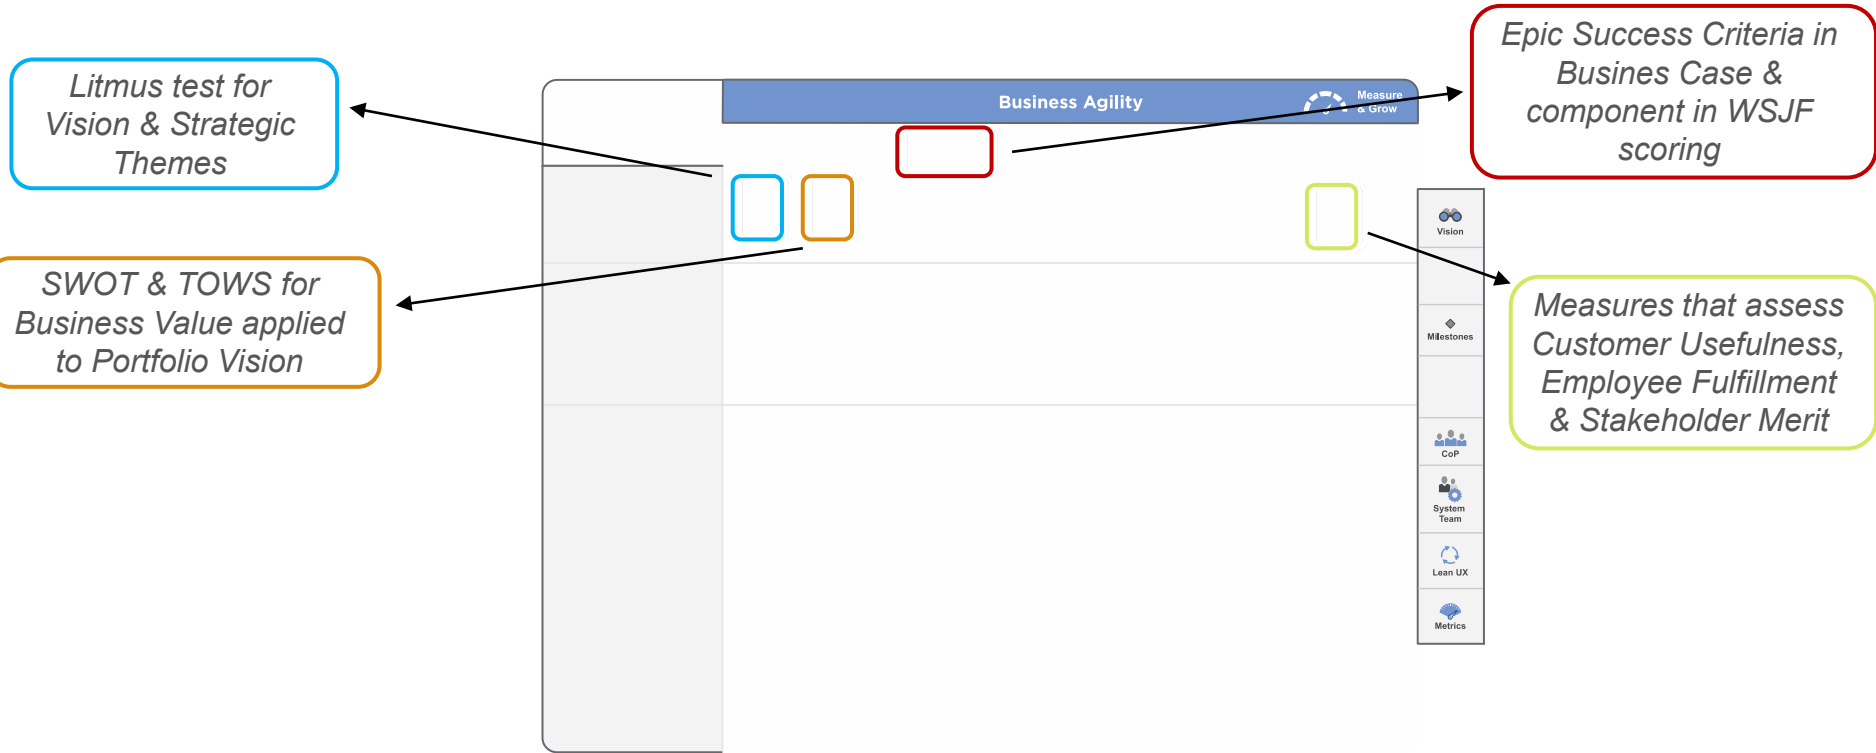 Litmus test for
Vision & Strategic
Themes
SWOT & TOWS for
Business Value applied
to Portfolio Vision
Business Agility
Measure
& Grow
Epic Success Criteria in
Busines Case &
component in WSJF
scoring
Vision
Milestones
CoP
System
Team
Lean UX
Metrics
Measures that assess
Customer Usefulness,
Employee Fulfillment
& Stakeholder Merit